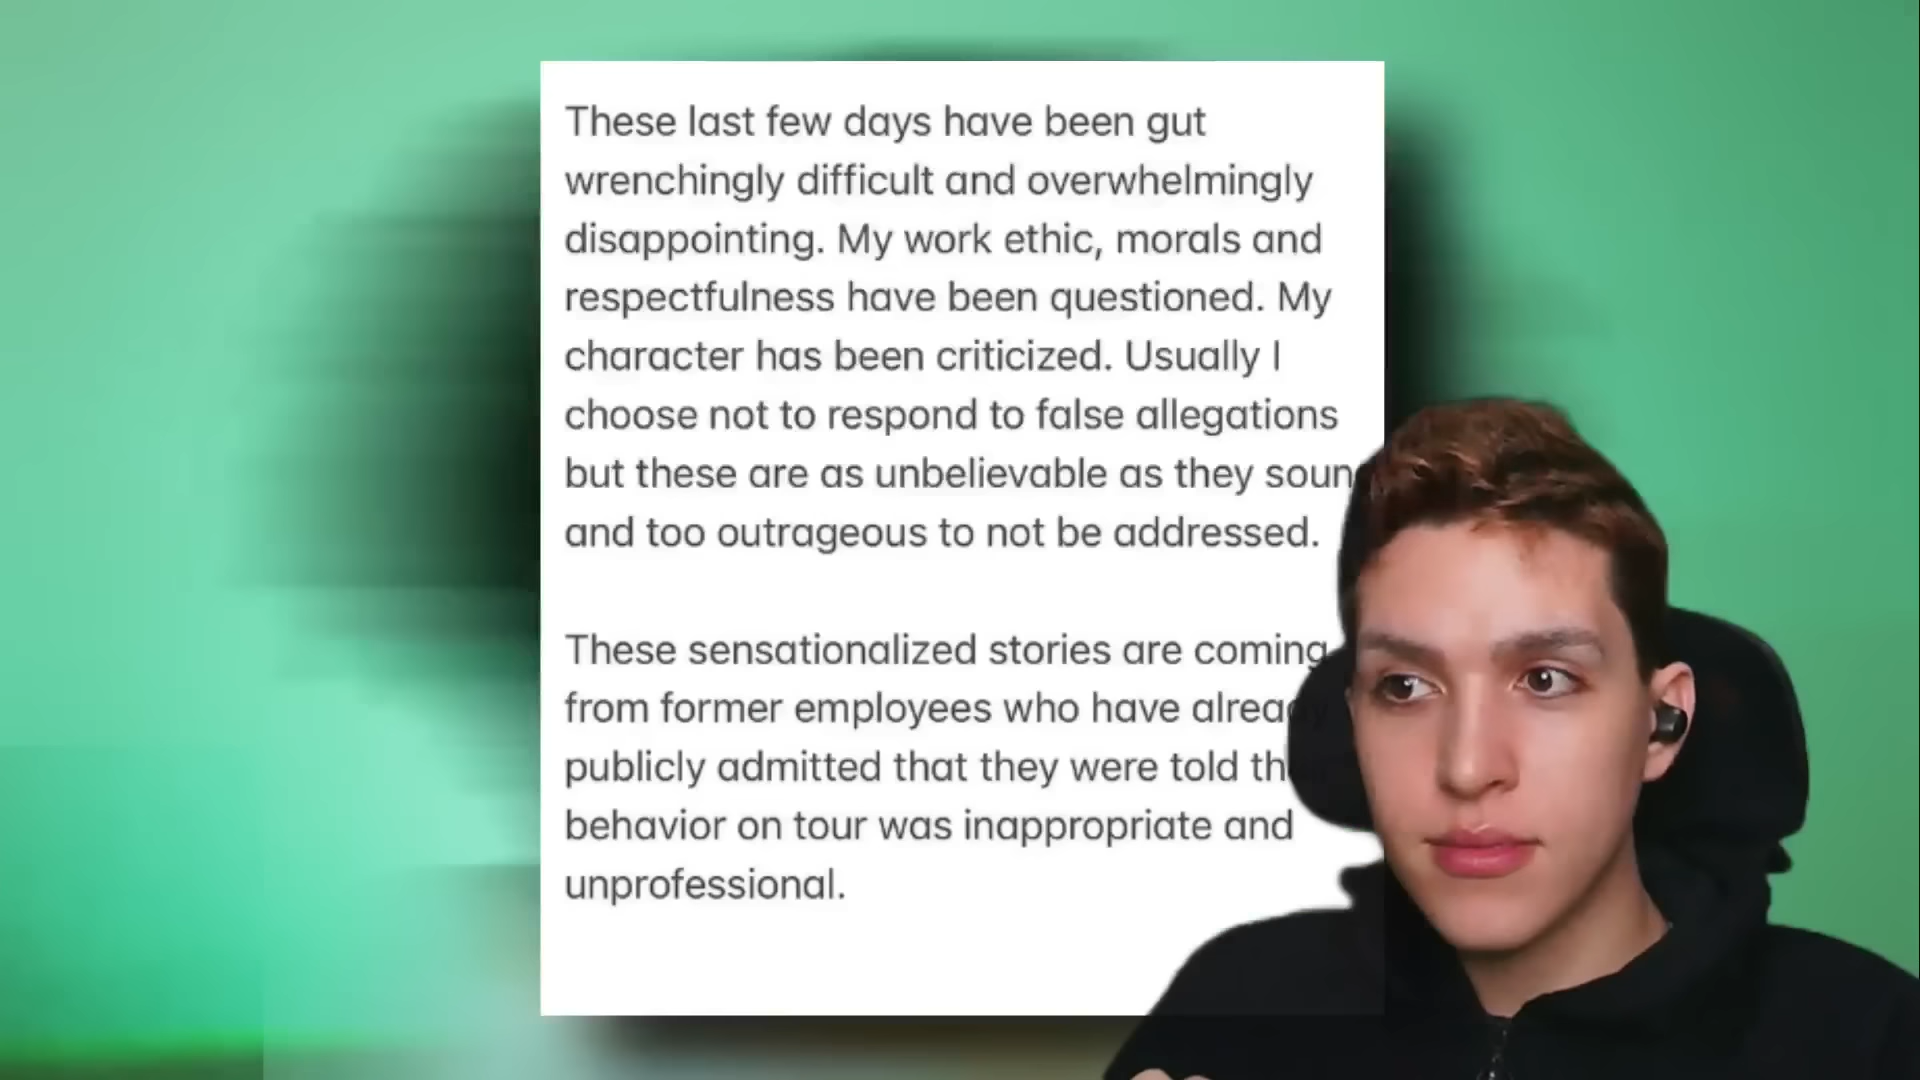 These last few days have been gut
wrenchingly difficult and overwhelmingly
disappointing. My work ethic, morals and
respectfulness have been questioned. My
character has been criticized. Usually I
choose not to respond to false allegations
but these are as unbelievable as they soun
and too outrageous to not be addressed.
These sensationalized stories are coming
from former employees who have already
publicly admitted that they were told
behavior on tour was inappropriate and
unprofessional.